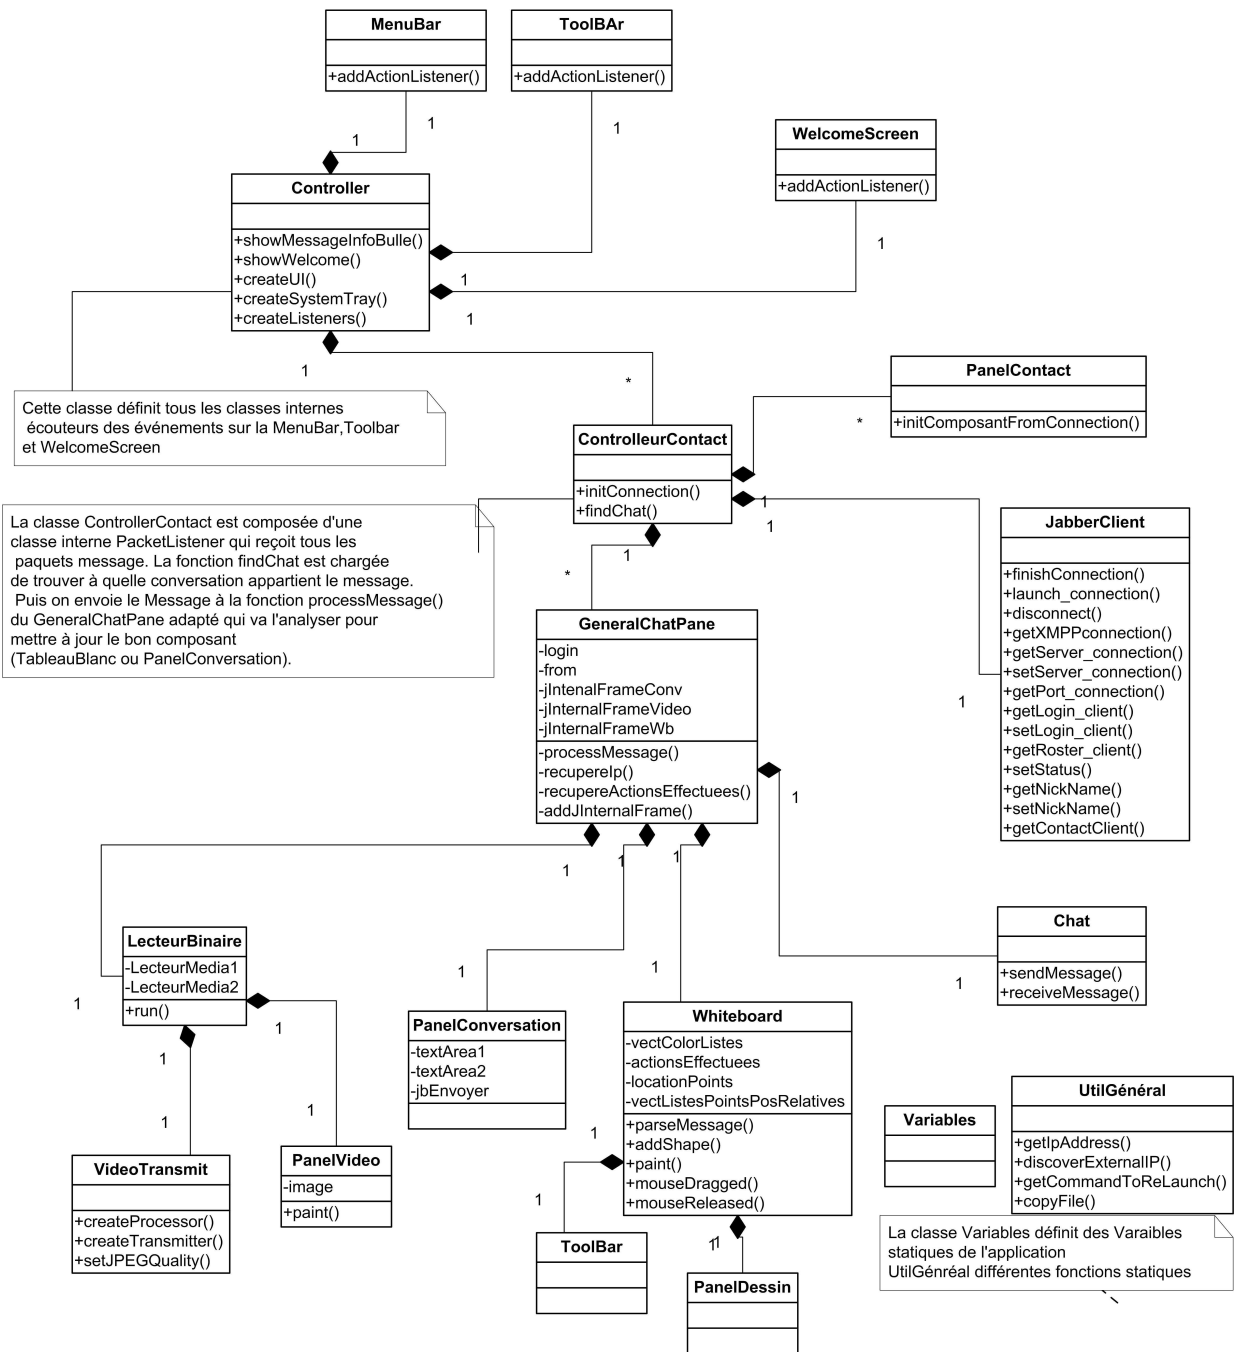 MenuBar
+addActionListener()
ToolBAr
+addActionListener()
1
1
1
WelcomeScreen
+addActionListener()
1
Controller
+showMessageInfoBulle()
+showWelcome()
+createUI()
+createSystemTray()
+createListeners()
1
1
1
*
Cette classe définit tous les classes internes
écouteurs des événements sur la MenuBar,Toolbar
et WelcomeScreen
PanelContact
+initComposantFromConnection()
*
ControlleurContact
+initConnection()
+findChat()
1
1
1
*
La classe ControllerContact est composée d'une
classe interne PacketListener qui reçoit tous les
paquets message. La fonction findChat est chargée
de trouver à quelle conversation appartient le message.
Puis on envoie le Message à la fonction processMessage()
du GeneralChatPane adapté qui va l'analyser pour
mettre à jour le bon composant
(TableauBlanc ou PanelConversation).
JabberClient
+finishConnection()
+launch_connection()
+disconnect()
+getXMPPconnection()
+getServer_connection()
+setServer_connection()
+getPort_connection()
+getLogin_client()
+setLogin_client()
+getRoster_client()
+setStatus()
+getNickName()
+setNickName()
+getContactClient()
1
GeneralChatPane
-login
-from
-jIntenalFrameConv
-jInternalFrameVideo
-jInternalFrameWb
-processMessage()
-recupereIp()
-recupereActionsEffectuees()
-addJInternalFrame()
1
1
1
1
Chat
+sendMessage()
+receiveMessage()
1
LecteurBinaire
-LecteurMedia1
-LecteurMedia2
+run()
1
1
1
1
1
VideoTransmit
+createProcessor()
+createTransmitter()
+setJPEGQuality()
PanelVideo
-image
+paint()
1
PanelConversation
-textArea1
-textArea2
-jbEnvoyer
1
Whiteboard
-vectColorListes
-actionsEffectuees
-locationPoints
-vectListesPointsPosRelatives
+parseMessage()
+addShape()
+paint()
+mouseDragged()
+mouseReleased()
1
1
1
1
ToolBar
PanelDessin
Variables
UtilGénéral
+getIpAddress()
+discoverExternalIP()
+getCommandToReLaunch()
+copyFile()
La classe Variables définit des Varaibles
statiques de l'application
UtilGénréal différentes fonctions statiques